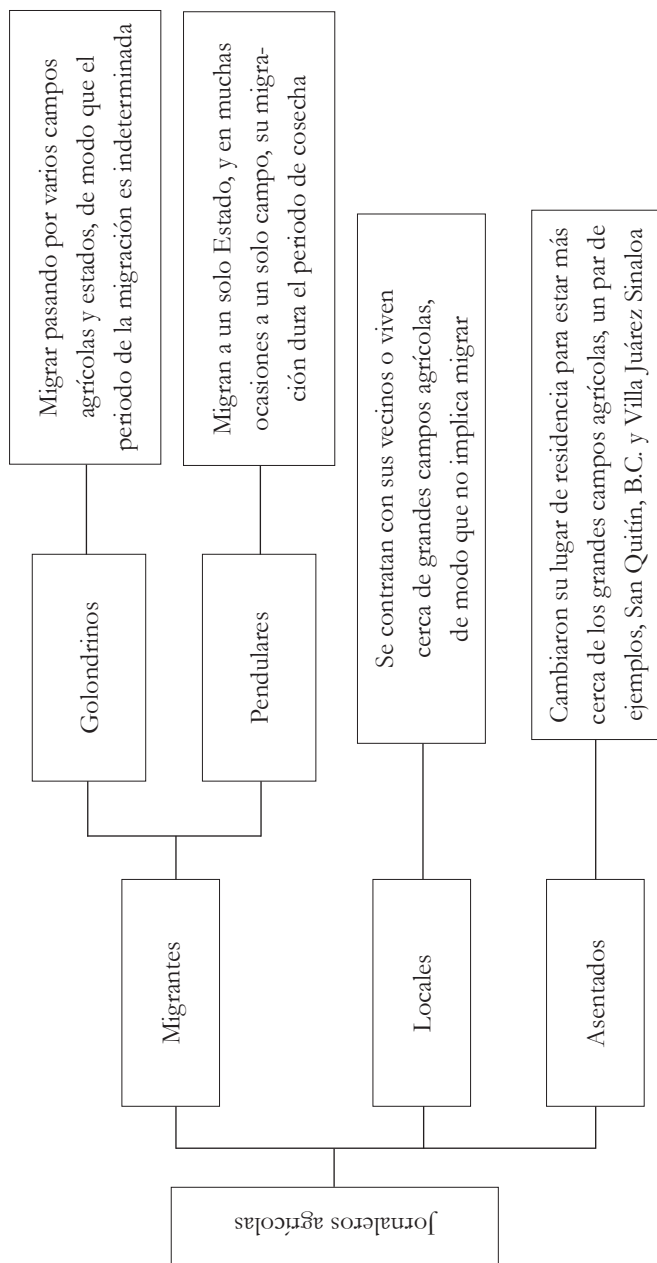 Jornaleros agrícolas
Migrantes
Golondrinos
Migrar pasando por varios campos
agrícolas y estados, de modo que el
periodo de la migración es indeterminada
Pendulares
Migran a un solo Estado, y en muchas
ocasiones a un solo campo, su migra-
ción dura el periodo de cosecha
Locales
Se contratan con sus vecinos o viven
cerca de grandes campos agrícolas,
de modo que no implica migrar
Asentados
Cambiaron su lugar de residencia para estar más
cerca de los grandes campos agrícolas, un par de
ejemplos, San Quitín, B.C. y Villa Juárez Sinaloa